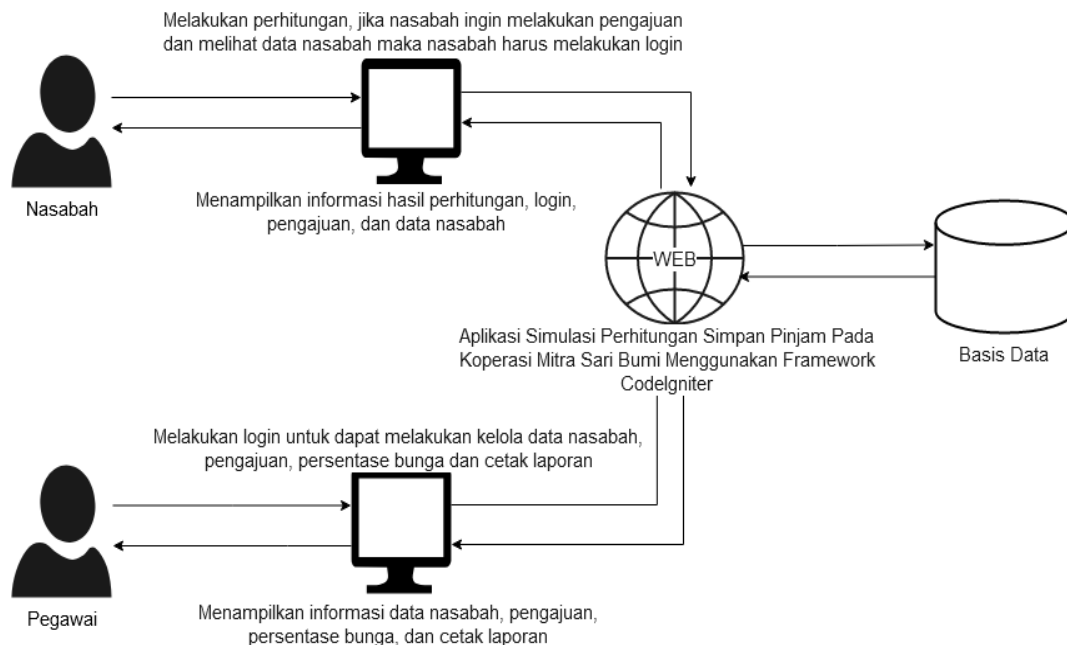 Melakukan perhitungan, jika nasabah ingin melakukan pengajuan
dan melihat data nasabah maka nasabah harus melakukan login
Nasabah
Menampilkan informasi hasil perhitungan, login,
pengajuan, dan data nasabah
WEB
Aplikasi Simulasi Perhitungan Simpan Pinjam Pada
Koperasi Mitra Sari Bumi Menggunakan Framework
CodeIgniter
Basis Data
Melakukan login untuk dapat melakukan kelola data nasabah,
pengajuan, persentase bunga dan cetak laporan
Pegawai
Menampilkan informasi data nasabah, pengajuan,
persentase bunga, dan cetak laporan